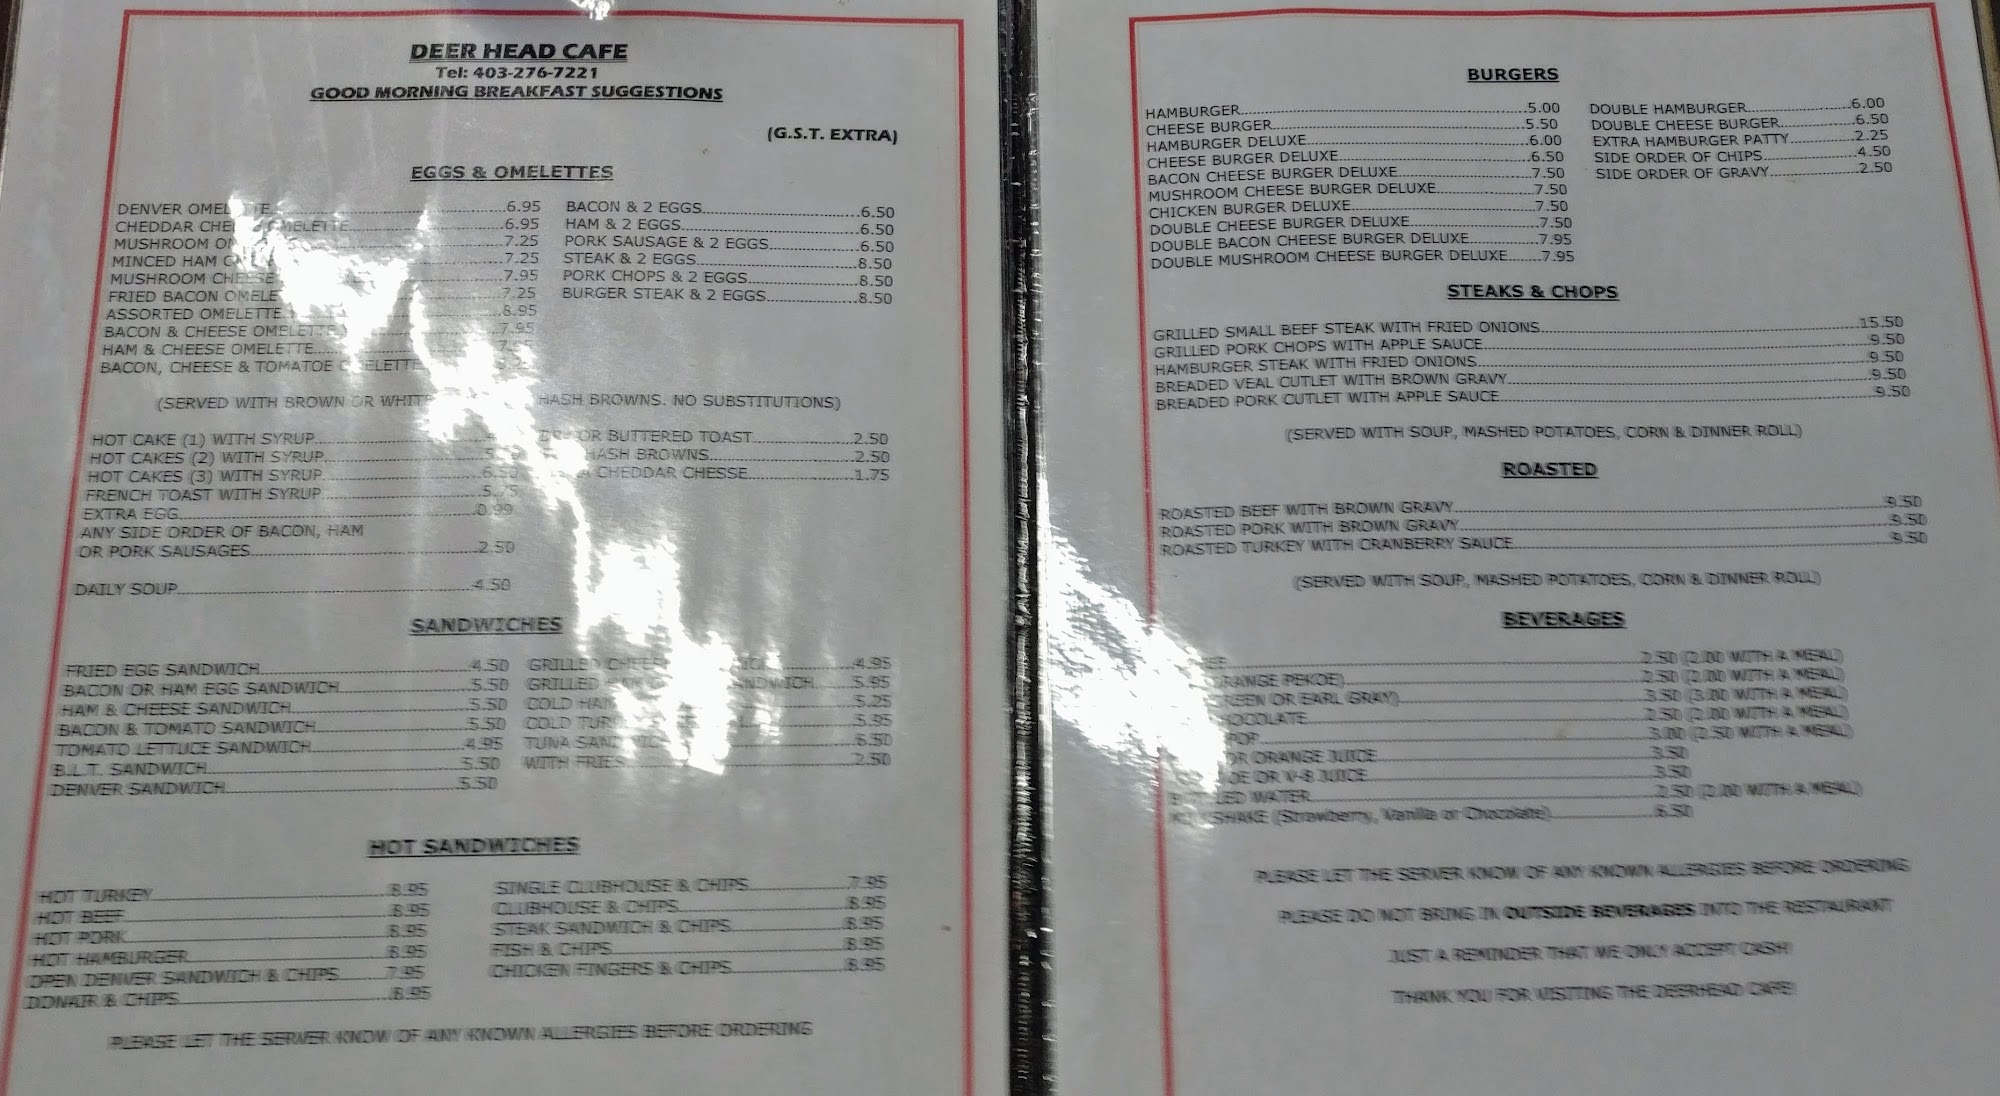 DEER HEAD CAFE
Tel: 403-276-7221
GOOD MORNING BREAKFAST SUGGESTIONS
(G.S.T. EXTRA)
EGGS & OMELETTES
DENVER 6.95
CHEDDAR OMELETTE 6.95
MUSHROOM 7.25
MINCED HAM 7.25
MUSHROOM CHEESE 7.95
FRIED BACON 7.25
ASSORTED OMELETTE 8.95
BACON & CHEESE OMELETTE 7.95
HAM & CHEESE OMELETTE
BACON, CHEESE & TOMATOE OMELETTE
BACON & 2 EGGS 6.50
HAM & 2 EGGS 6.50
PORK SAUSAGE & 2 EGGS 6.50
STEAK & 2 EGGS 8.50
PORK CHOPS & 2 EGGS 8.50
BURGER STEAK & 2 EGGS 8.50
(SERVED WITH BROWN OR WHITE HASH BROWNS. NO SUBSTITUTIONS)
HOT CAKE (1) WITH SYRUP
HOT CAKES (2) WITH SYRUP
HOT CAKES (3) WITH SYRUP 6.50
FRENCH TOAST WITH SYRUP 5.75
EXTRA EGG 0.99
ANY SIDE ORDER OF BACON, HAM
OR PORK SAUSAGES 2.50
OR BUTTERED TOAST 2.50
HASH BROWNS 2.50
CHEDDAR CHESSE 1.75
DAILY SOUP 4.50
SANDWICHES
FRIED EGG SANDWICH 4.50
BACON OR HAM EGG SANDWICH 5.50
HAM & CHEESE SANDWICH 5.50
BACON & TOMATO SANDWICH 5.50
TOMATO LETTUCE SANDWICH 4.95
B.L.T. SANDWICH 5.50
DENVER SANDWICH 5.50
GRILLED 4.95
GRILLED SANDWICH 5.95
COLD HAM 5.25
COLD 5.95
TUNA 6.50
WITH FRIES 2.50
HOT SANDWICHES
HOT TURKEY 8.95
HOT BEEF 8.95
HOT PORK 8.95
HOT HAMBURGER 8.95
OPEN DENVER SANDWICH & CHIPS 7.95
DONAIR & CHIPS 8.95
SINGLE CLUBHOUSE & CHIPS 7.95
CLUBHOUSE & CHIPS 8.95
STEAK SANDWICH & CHIPS 8.95
FISH & CHIPS 8.95
CHICKEN FINGERS & CHIPS 8.95
PLEASE LET THE SERVER KNOW OF ANY KNOWN ALLERGIES BEFORE ORDERING
BURGERS
HAMBURGER 5.00
CHEESE BURGER 5.50
HAMBURGER DELUXE 6.00
CHEESE BURGER DELUXE 6.50
BACON CHEESE BURGER DELUXE 7.50
MUSHROOM CHEESE BURGER DELUXE 7.50
CHICKEN BURGER DELUXE 7.50
DOUBLE CHEESE BURGER DELUXE 7.50
DOUBLE BACON CHEESE BURGER DELUXE 7.95
DOUBLE MUSHROOM CHEESE BURGER DELUXE 7.95
DOUBLE HAMBURGER 6.00
DOUBLE CHEESE BURGER 6.50
EXTRA HAMBURGER PATTY 2.25
SIDE ORDER OF CHIPS 4.50
SIDE ORDER OF GRAVY 2.50
STEAKS & CHOPS
GRILLED SMALL BEEF STEAK WITH FRIED ONIONS 15.50
GRILLED PORK CHOPS WITH APPLE SAUCE 9.50
HAMBURGER STEAK WITH FRIED ONIONS 9.50
BREADED VEAL CUTLET WITH BROWN GRAVY 9.50
BREADED PORK CUTLET WITH APPLE SAUCE 9.50
(SERVED WITH SOUP, MASHED POTATOES, CORN & DINNER ROLL)
ROASTED
ROASTED BEEF WITH BROWN GRAVY 9.50
ROASTED PORK WITH BROWN GRAVY 9.50
ROASTED TURKEY WITH CRANBERRY SAUCE 9.50
(SERVED WITH SOUP, MASHED POTATOES, CORN & DINNER ROLL)
BEVERAGES
2.50 (2.00 WITH A MEAL)
ORANGE PEKOE) 2.50 (2.00 WITH A MEAL)
GREEN OR EARL GRAY) 3.50 (3.00 WITH A MEAL)
CHOCOLATE 2.50 (2.00 WITH A MEAL)
POP 3.00 (2.50 WITH A MEAL)
OR ORANGE JUICE 3.50
OR V-8 JUICE 3.50
BOTTLED WATER 2.50 (2.00 WITH A MEAL)
MILKSHAKE (Strawberry, Vanilla or Chocolate) 6.50
PLEASE LET THE SERVER KNOW OF ANY KNOWN ALLERGIES BEFORE ORDERING
PLEASE DO NOT BRING IN OUTSIDE BEVERAGES INTO THE RESTAURANT
JUST A REMINDER THAT WE ONLY ACCEPT CASH!
THANK YOU FOR VISITING THE DEERHEAD CAFE!